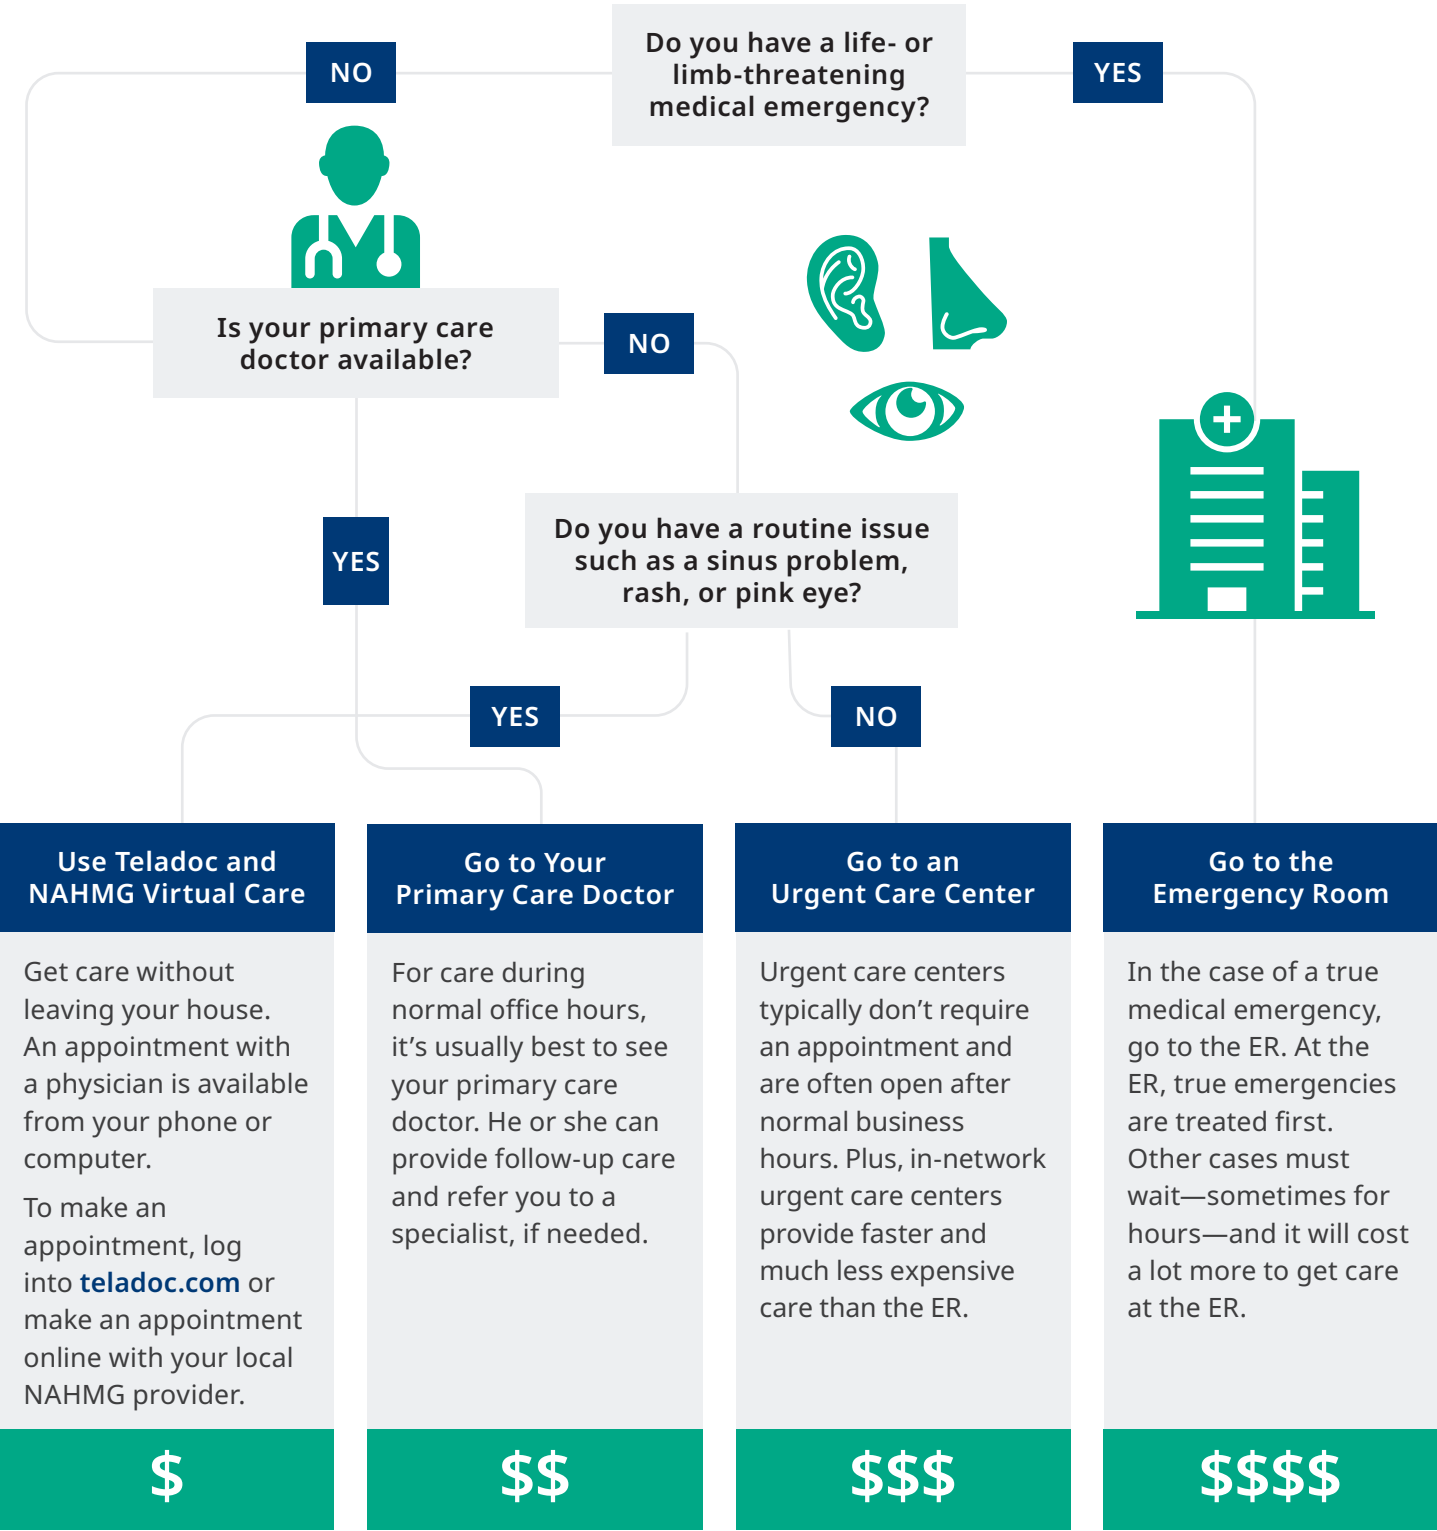 Do you have a life- or
limb-threatening
medical emergency?
NO
YES
Is your primary care
doctor available?
NO
YES
Do you have a routine issue
such as a sinus problem,
rash, or pink eye?
YES
NO
Use Teladoc and
NAHMG Virtual Care
Get care without
leaving your house.
An appointment with
a physician is available
from your phone or
computer.
To make an
appointment, log
into teladoc.com or
make an appointment
online with your local
NAHMG provider.
$
Go to Your
Primary Care Doctor
For care during
normal office hours,
it’s usually best to see
your primary care
doctor. He or she can
provide follow-up care
and refer you to a
specialist, if needed.
$$
Go to an
Urgent Care Center
Urgent care centers
typically don’t require
an appointment and
are often open after
normal business
hours. Plus, in-network
urgent care centers
provide faster and
much less expensive
care than the ER.
$$$
Go to the
Emergency Room
In the case of a true
medical emergency,
go to the ER. At the
ER, true emergencies
are treated first.
Other cases must
wait—sometimes for
hours—and it will cost
a lot more to get care
at the ER.
$$$$